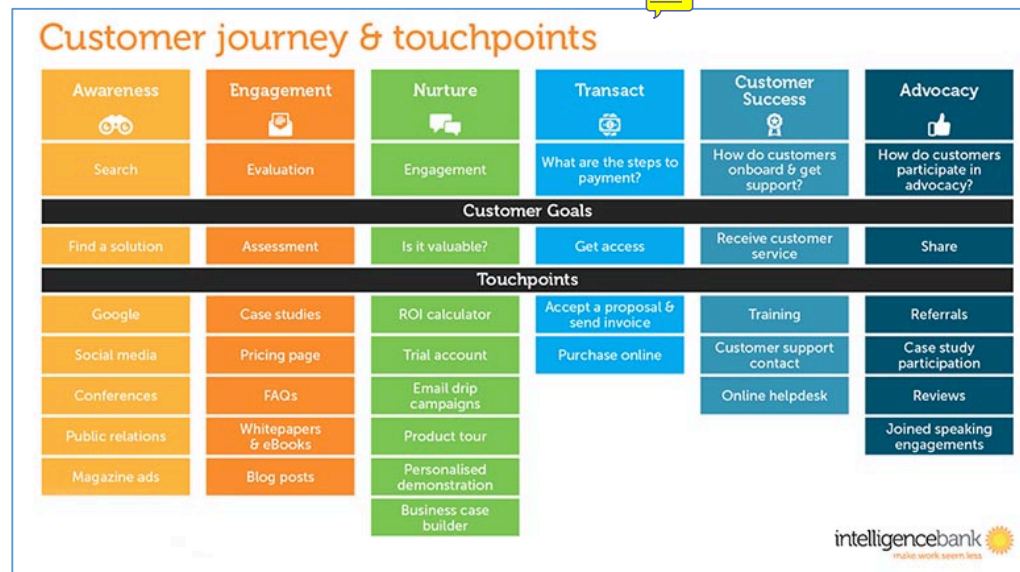 Customer journey & touchpoints
Awareness
Engagement
Nurture
Transact
Customer
Success
Advocacy
Search
Evaluation
Engagement
What are the steps to
payment?
How do customers
onboard & get
support?
How do customers
participate in
advocacy?
Customer Goals
Find a solution
Assessment
Is it valuable?
Get access
Receive customer
service
Share
Touchpoints
Google
Case studies
ROI calculator
Accept a proposal &
send invoice
Training
Referrals
Social media
Pricing page
Trial account
Purchase online
Customer support
contact
Case study
participation
Conferences
FAQs
Email drip
campaigns
Online helpdesk
Reviews
Public relations
Whitepapers
& eBooks
Product tour
Joined speaking
engagements
Magazine ads
Blog posts
Personalised
demonstration
Business case
builder
intelligencebank
make work seem less